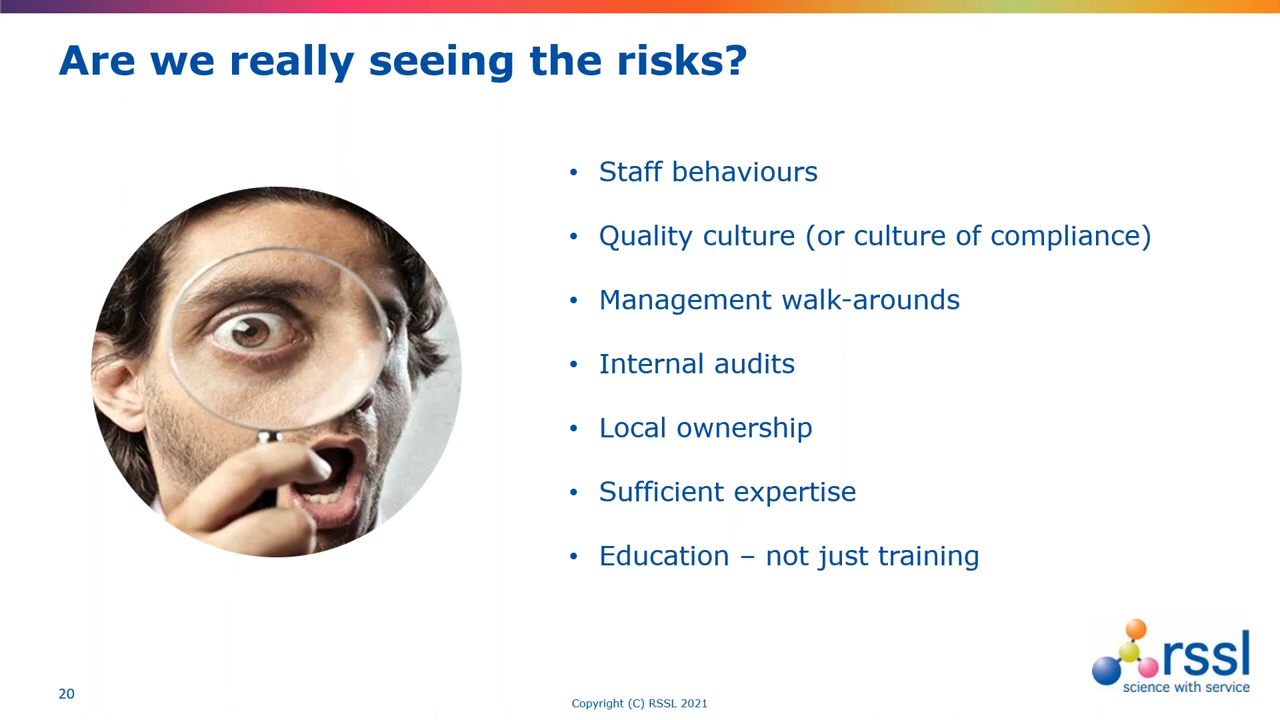 Are we really seeing the risks?
• Staff behaviours
• Quality culture (or culture of compliance)
• Management walk-arounds
• Internal audits
• Local ownership
• Sufficient expertise
• Education – not just training
rssl
science with service
20
Copyright (C) RSSL 2021